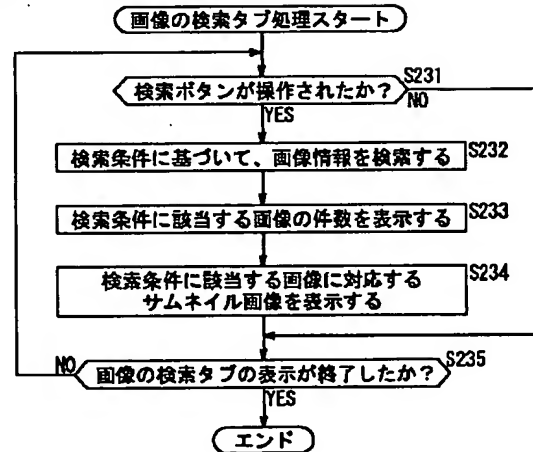 画像の検索タブ処理スタート
検索ボタンが操作されたか?
S231
NO
YES
検索条件に基づいて、画像情報を検索する
S232
検索条件に該当する画像の件数を表示する
S233
検索条件に該当する画像に対応する
サムネイル画像を表示する
S234
NO
画像の検索タブの表示が終了したか?
S235
YES
エンド